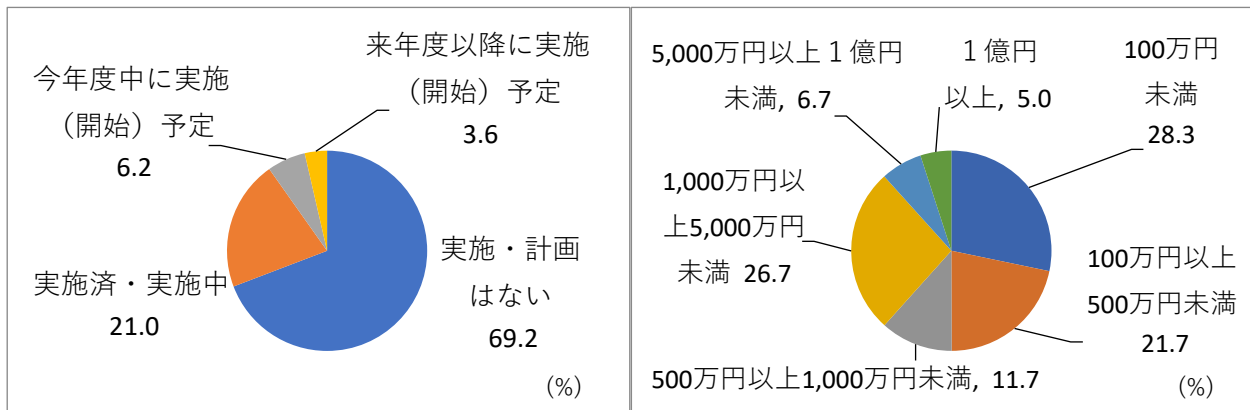 来年度以降に実施
（開始）予定
3.6
今年度中に実施
（開始）予定
6.2
実施済・実施中
21.0
実施・計画
はない
69.2
(%)
5,000万円以上１億円
未満, 6.7
１億円
以上, 5.0
100万円
未満
28.3
1,000万円以
上5,000万円
未満 26.7
100万円以上
500万円未満
21.7
500万円以上1,000万円未満, 11.7
(%)